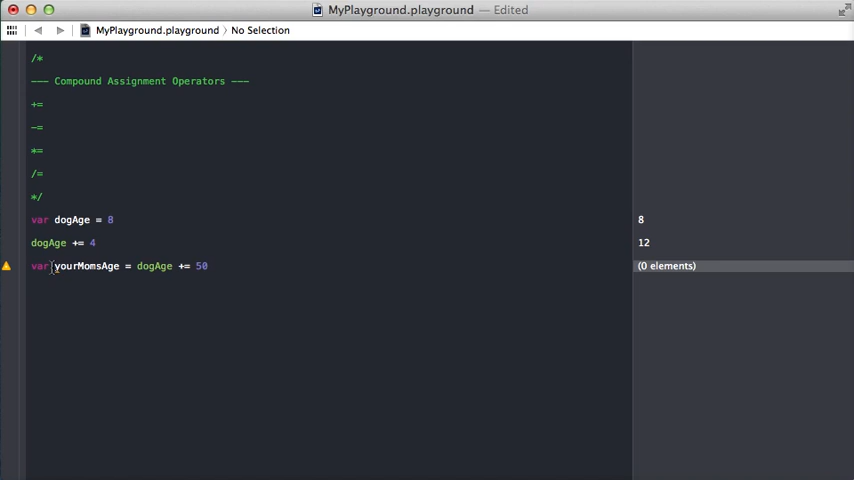 MyPlayground.playground — Edited
MyPlayground.playground 〉 No Selection
/*
--- Compound Assignment Operators ---
+=
-=
*=
/=
*/
var dogAge = 8
8
dogAge += 4
12
var yourMomsAge = dogAge += 50
(0 elements)